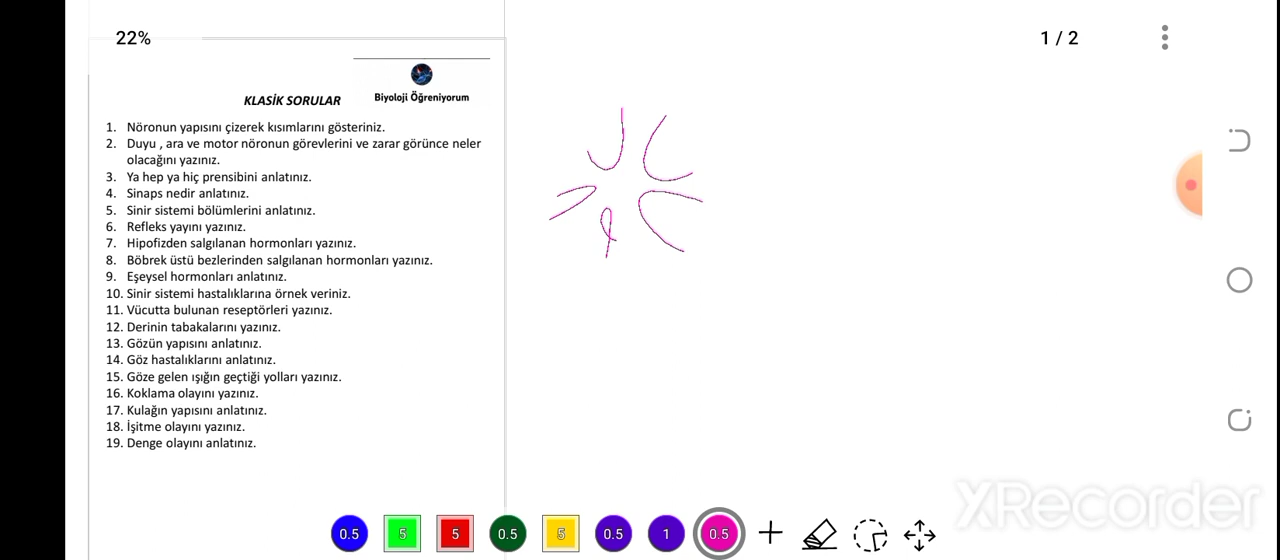 22%
1 / 2
KLASİK SORULAR
Biyoloji Öğreniyorum
1. Nöronun yapısını çizerek kısımlarını gösteriniz.
2. Duyu , ara ve motor nöronun görevlerini ve zarar görünce neler
olacağını yazınız.
3. Ya hep ya hiç prensibini anlatınız.
4. Sinaps nedir anlatınız.
5. Sinir sistemi bölümlerini anlatınız.
6. Refleks yayını yazınız.
7. Hipofizden salgılanan hormonları yazınız.
8. Böbrek üstü bezlerinden salgılanan hormonları yazınız.
9. Eşeysel hormonları anlatınız.
10. Sinir sistemi hastalıklarına örnek veriniz.
11. Vücutta bulunan reseptörleri yazınız.
12. Derinin tabakalarını yazınız.
13. Gözün yapısını anlatınız.
14. Göz hastalıklarını anlatınız.
15. Göze gelen ışığın geçtiği yolları yazınız.
16. Koklama olayını yazınız.
17. Kulağın yapısını anlatınız.
18. İşitme olayını yazınız.
19. Denge olayını anlatınız.
0.5 5 5 0.5 5 0.5 1 0.5
XRecorder